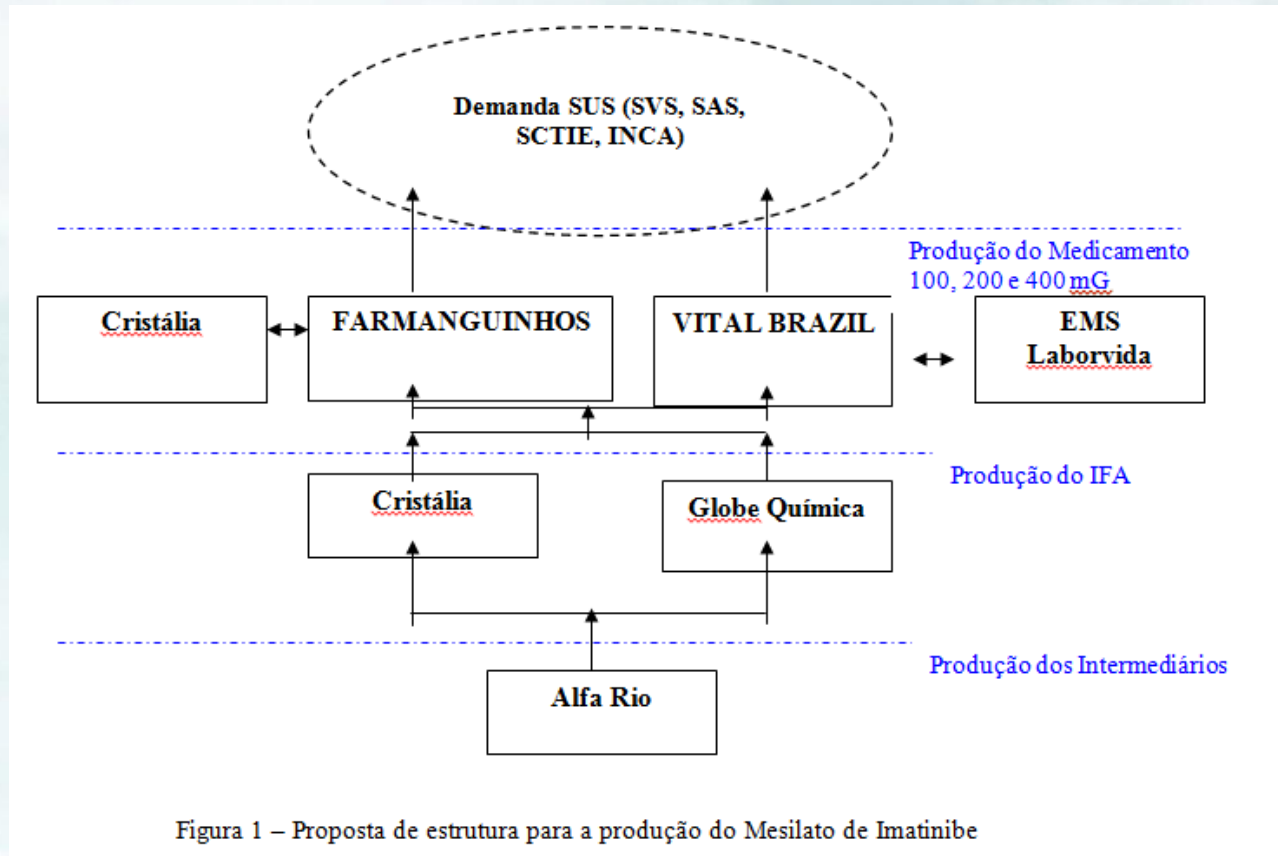 Demanda SUS (SVS, SAS,
SCTIE, INCA)
Produção do Medicamento
100, 200 e 400 mG
Cristália
FARMANGUINHOS
VITAL BRAZIL
EMS
Laborvida
Produção do IFA
Cristália
Globe Química
Produção dos Intermediários
Alfa Rio
Figura 1 – Proposta de estrutura para a produção do Mesilato de Imatinibe